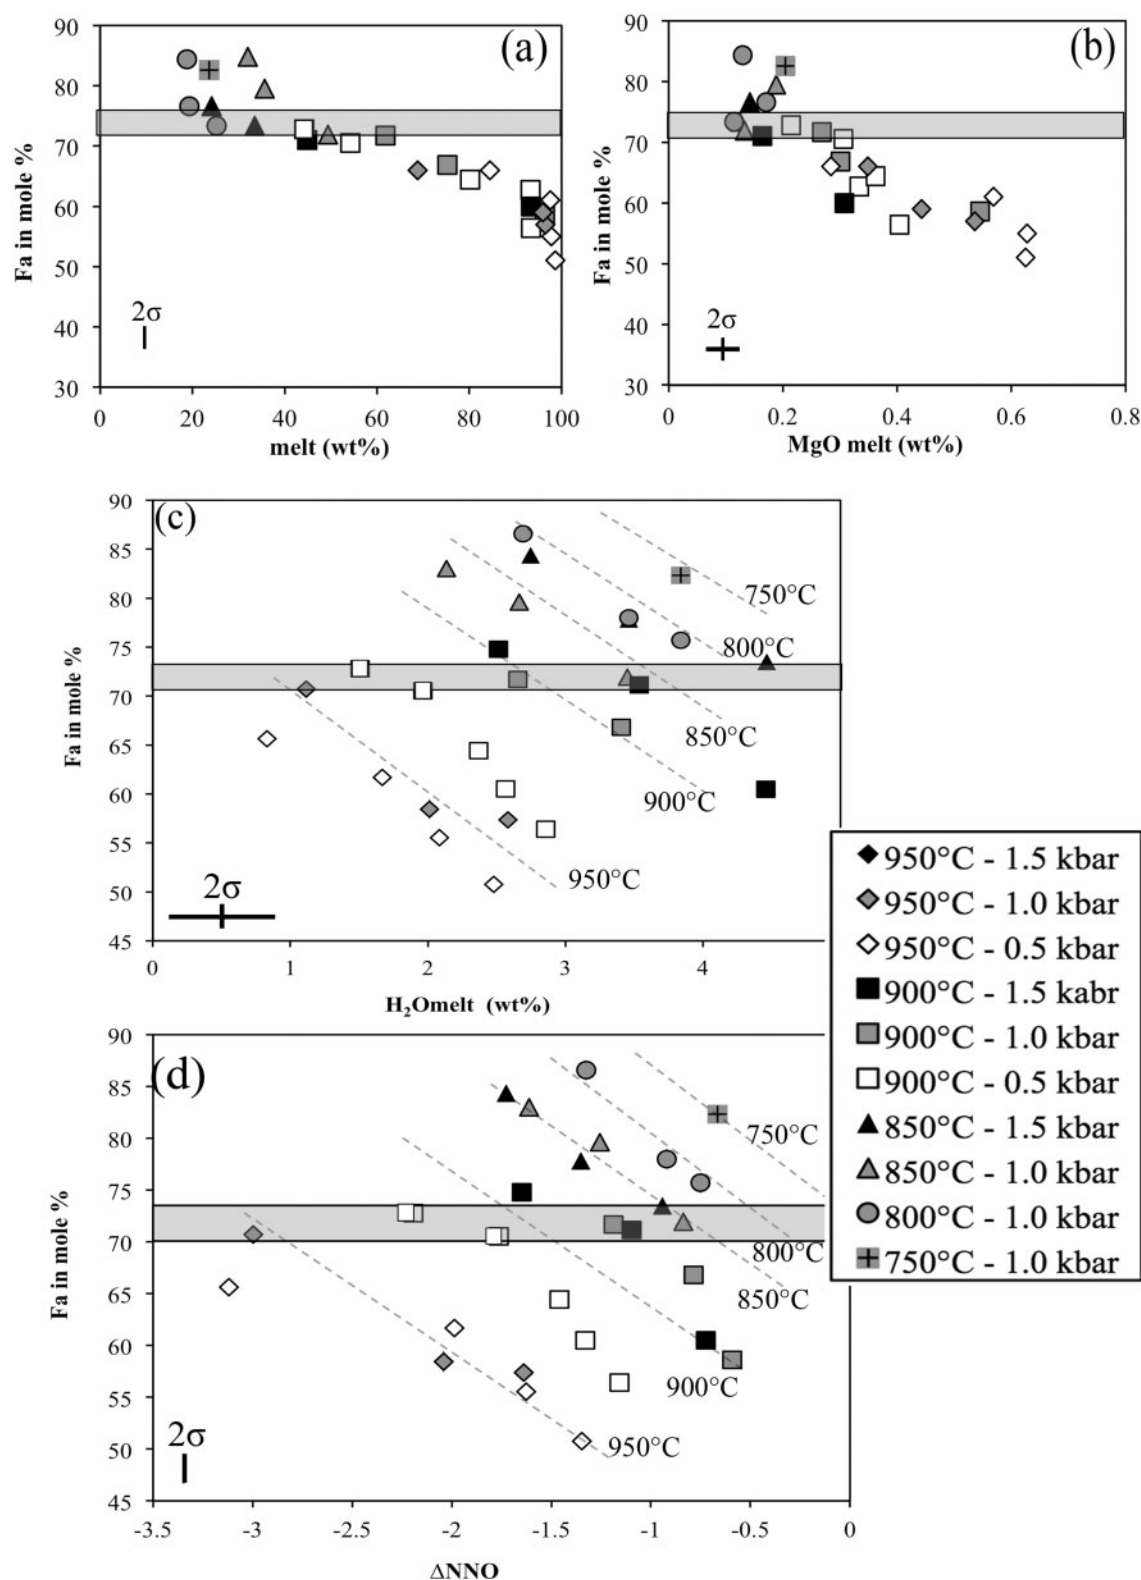 (a)
90
80
70
60
50
40
30
Fa in mole %
2σ
0 20 40 60 80 100
melt (wt%)
(b)
90
80
70
60
50
40
30
Fa in mole %
2σ
0 0.2 0.4 0.6 0.8
MgO melt (wt%)
(c)
90
85
80
75
70
65
60
55
50
45
Fa in mole %
750°C
800°C
850°C
900°C
950°C
2σ
0 1 2 3 4
H₂Omelt (wt%)
(d)
90
85
80
75
70
65
60
55
50
45
Fa in mole %
750°C
800°C
850°C
900°C
950°C
2σ
-3.5 -3 -2.5 -2 -1.5 -1 -0.5 0
ΔNNO
950°C - 1.5 kbar
950°C - 1.0 kbar
950°C - 0.5 kbar
900°C - 1.5 kabr
900°C - 1.0 kbar
900°C - 0.5 kbar
850°C - 1.5 kbar
850°C - 1.0 kbar
800°C - 1.0 kbar
750°C - 1.0 kbar